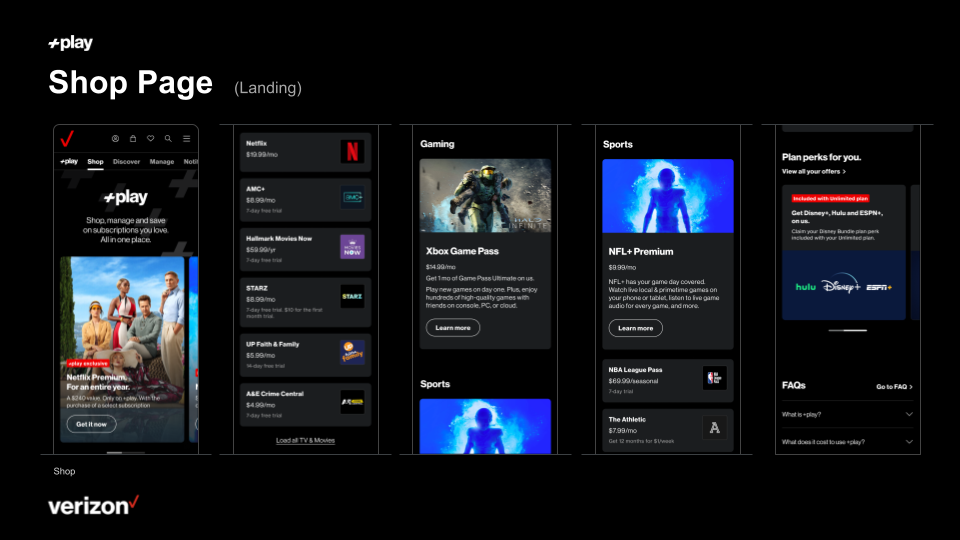 +play
Shop Page (Landing)
+play Shop Discover Manage Noti
+play
Shop, manage and save
on subscriptions you love.
All in one place.
+play exclusive
Netflix Premium.
For an entire year.
A $240 value. Only on +play. With the
purchase of a select subscription
Get it now
Netflix
$19.99/mo
N
AMC+
$8.99/mo
7-day free trial
AMC+
Hallmark Movies Now
$59.99/yr
7-day free trial
MOVIES
NOW
STARZ
$8.99/mo
7-day free trial, $10 for the first
month trial.
STARZ
UP Faith & Family
$5.99/mo
14-day free trial
A&E Crime Central
$4.99/mo
7-day free trial
Load all TV & Movies
Gaming
HALO
INFINITE
Xbox Game Pass
$14.99/mo
Get 1 mo of Game Pass Ultimate on us.
Play new games on day one. Plus, enjoy
hundreds of high-quality games with
friends on console, PC, or cloud.
Learn more
Sports
Sports
NFL+ Premium
$9.99/mo
NFL+ has your game day covered.
Watch live local & primetime games on
your phone or tablet, listen to live game
audio for every game, and more.
Learn more
NBA League Pass
$69.99/seasonal
7-day trial
The Athletic
$7.99/mo
Get 12 months for $1/week
A
Plan perks for you.
View all your offers >
Included with Unlimited plan
Get Disney+, Hulu and ESPN+,
on us.
Claim your Disney Bundle plan perk
included with your Unlimited plan.
hulu Disney+ ESPN+
FAQs Go to FAQ >
What is +play?
What does it cost to use +play?
Shop
verizon